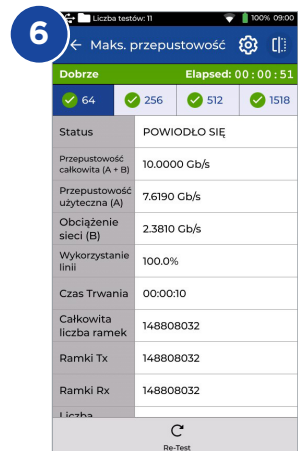 6
Liczba testów: 11 100% 09:00
← Maks. przepustowość
Dobrze Elapsed: 00:00:51
64 256 512 1518
Status POWIODŁO SIĘ
Przepustowość
całkowita (A + B) 10.0000 Gb/s
Przepustowość
użyteczna (A) 7.6190 Gb/s
Obciążenie
sieci (B) 2.3810 Gb/s
Wykorzystanie
linii 100.0%
Czas Trwania 00:00:10
Całkowita
liczba ramek 148808032
Ramki Tx 148808032
Ramki Rx 148808032
Liczba
Re-Test